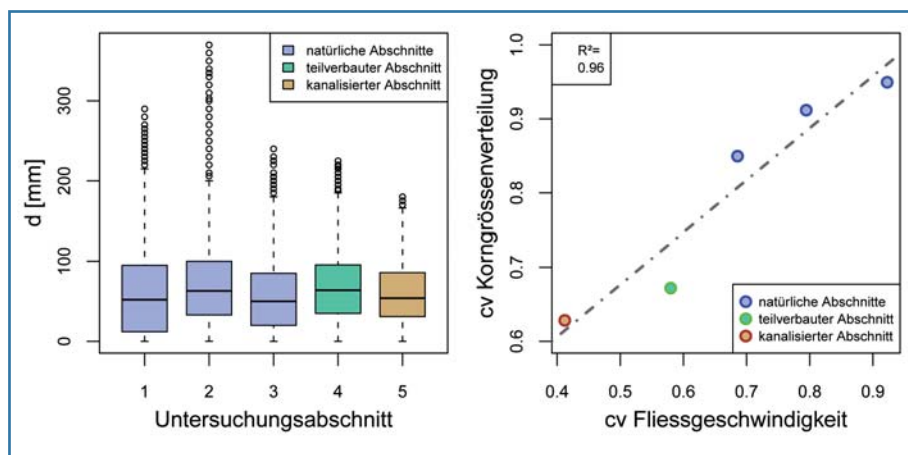 natürliche Abschnitte
teilverbauter Abschnitt
kanalisierter Abschnitt
d [mm]
300
200
100
0
1 2 3 4 5
Untersuchungsabschnitt
R²=
0.96
cv Korngrössenverteilung
1.0
0.9
0.8
0.7
0.6
natürliche Abschnitte
teilverbauter Abschnitt
kanalisierter Abschnitt
0.4 0.5 0.6 0.7 0.8 0.9
cv Fliessgeschwindigkeit